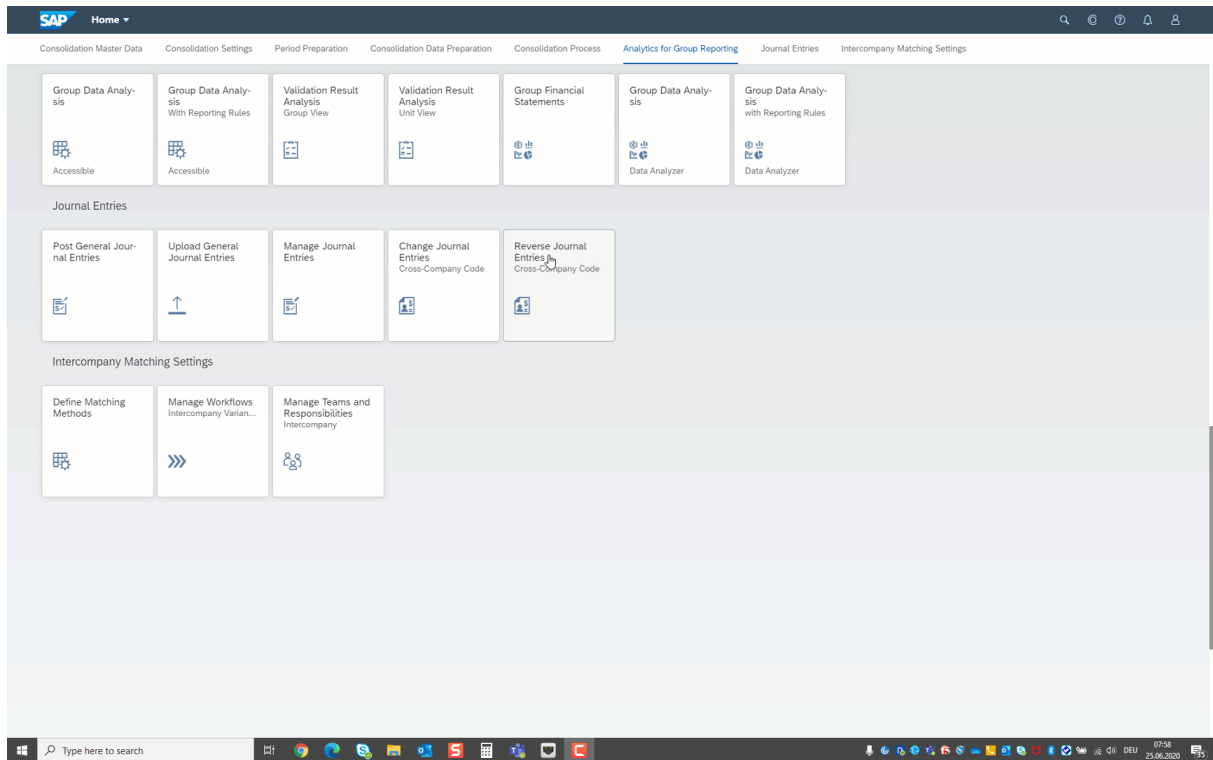 SAP Home
Consolidation Master Data Consolidation Settings Period Preparation Consolidation Data Preparation Consolidation Process Analytics for Group Reporting Journal Entries Intercompany Matching Settings
Group Data Analy-
sis
Accessible
Group Data Analy-
sis
With Reporting Rules
Accessible
Validation Result
Analysis
Group View
Validation Result
Analysis
Unit View
Group Financial
Statements
Group Data Analy-
sis
Data Analyzer
Group Data Analy-
sis
with Reporting Rules
Data Analyzer
Journal Entries
Post General Jour-
nal Entries
Upload General
Journal Entries
Manage Journal
Entries
Change Journal
Entries
Cross-Company Code
Reverse Journal
Entries
Cross-Company Code
Intercompany Matching Settings
Define Matching
Methods
Manage Workflows
Intercompany Varian...
Manage Teams and
Responsibilities
Intercompany
Type here to search
DEU
07:58
25.06.2020